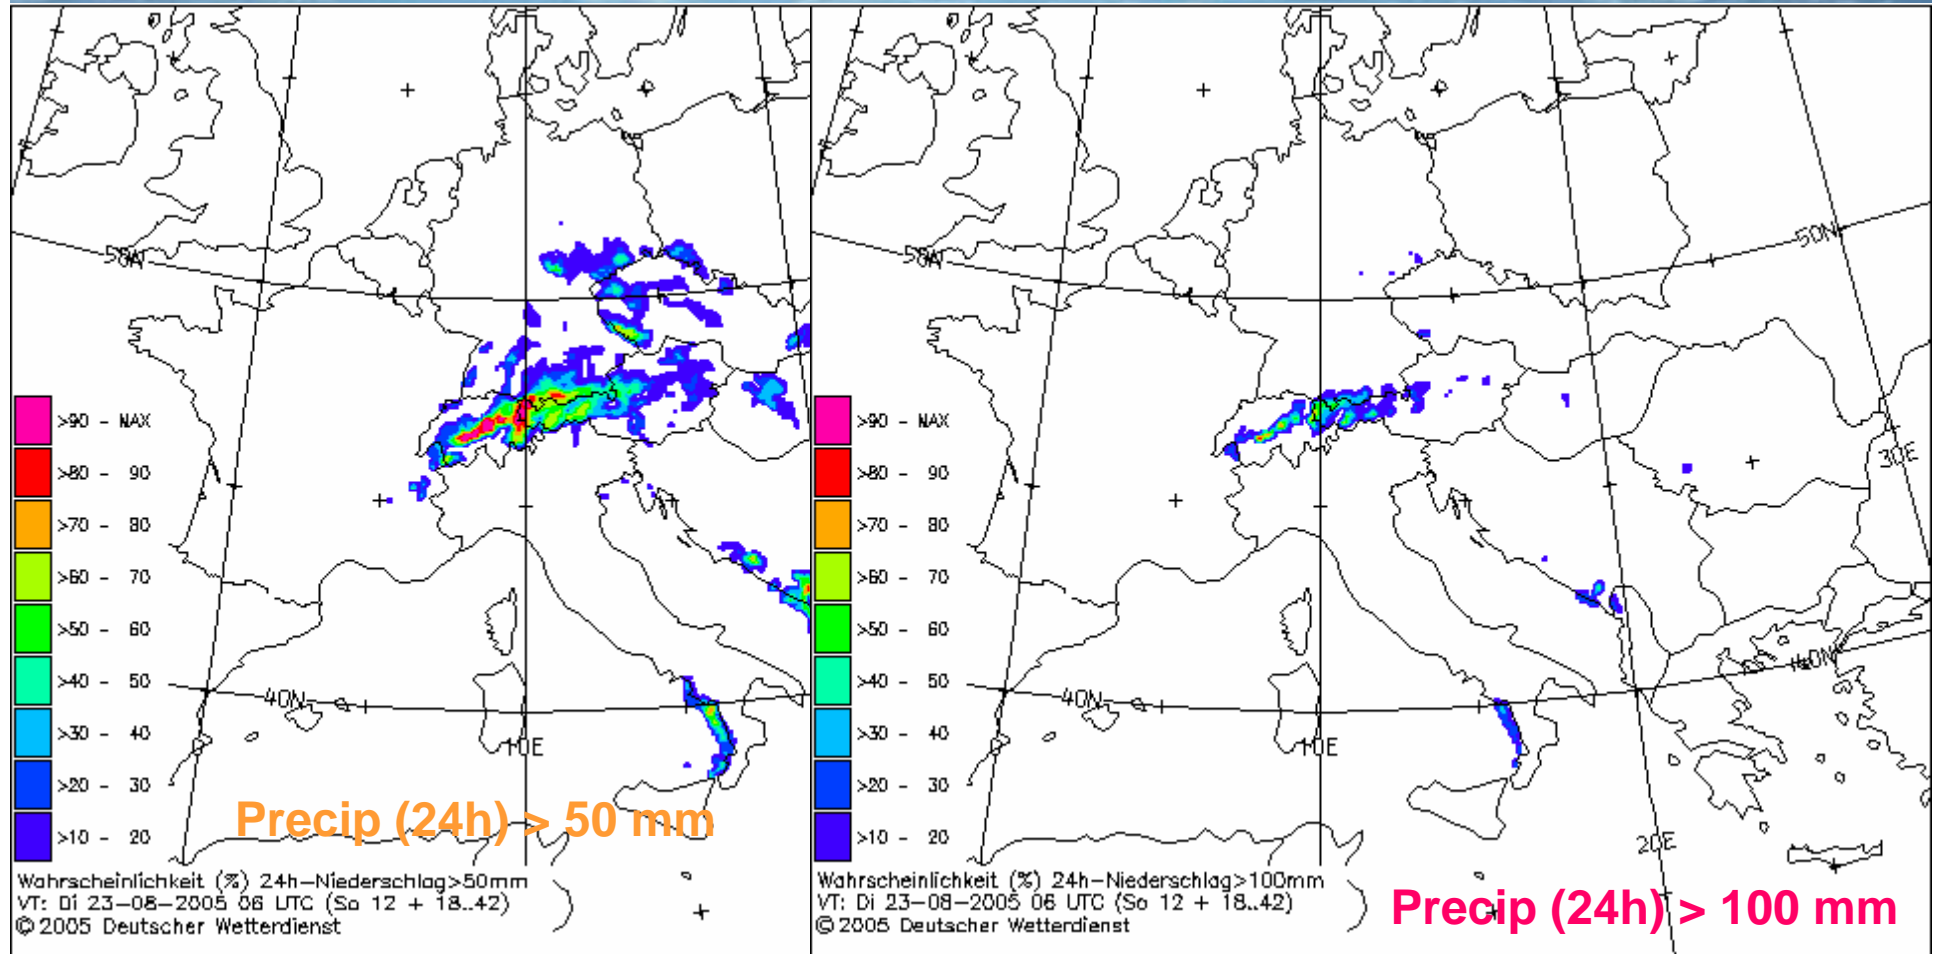 50N
50N
30E
>90 - MAX
>80 - 90
>70 - 80
>60 - 70
>50 - 60
>40 - 50
>30 - 40
>20 - 30
>10 - 20
40N
10E
Precip (24h) > 50 mm
Wahrscheinlichkeit (%) 24h-Niederschlag>50mm
VT: Di 23-08-2005 06 UTC (So 12 + 18..42)
© 2005 Deutscher Wetterdienst
50N
>90 - MAX
>80 - 90
>70 - 80
>60 - 70
>50 - 60
>40 - 50
>30 - 40
>20 - 30
>10 - 20
40N
40N
10E
20E
Wahrscheinlichkeit (%) 24h-Niederschlag>100mm
VT: Di 23-08-2005 06 UTC (So 12 + 18..42)
© 2005 Deutscher Wetterdienst
Precip (24h) > 100 mm